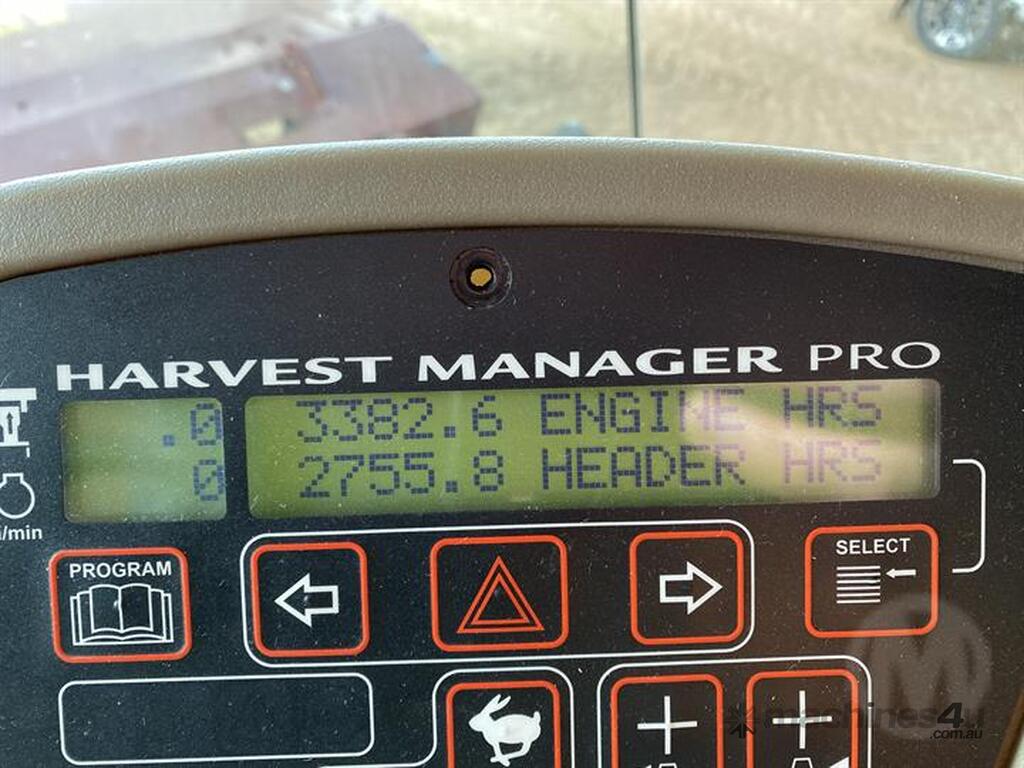 HARVEST MANAGER PRO
.0 3382.6 ENGINE HRS
0 2755.8 HEADER HRS
/min
PROGRAM
SELECT
machines4u
.com.au